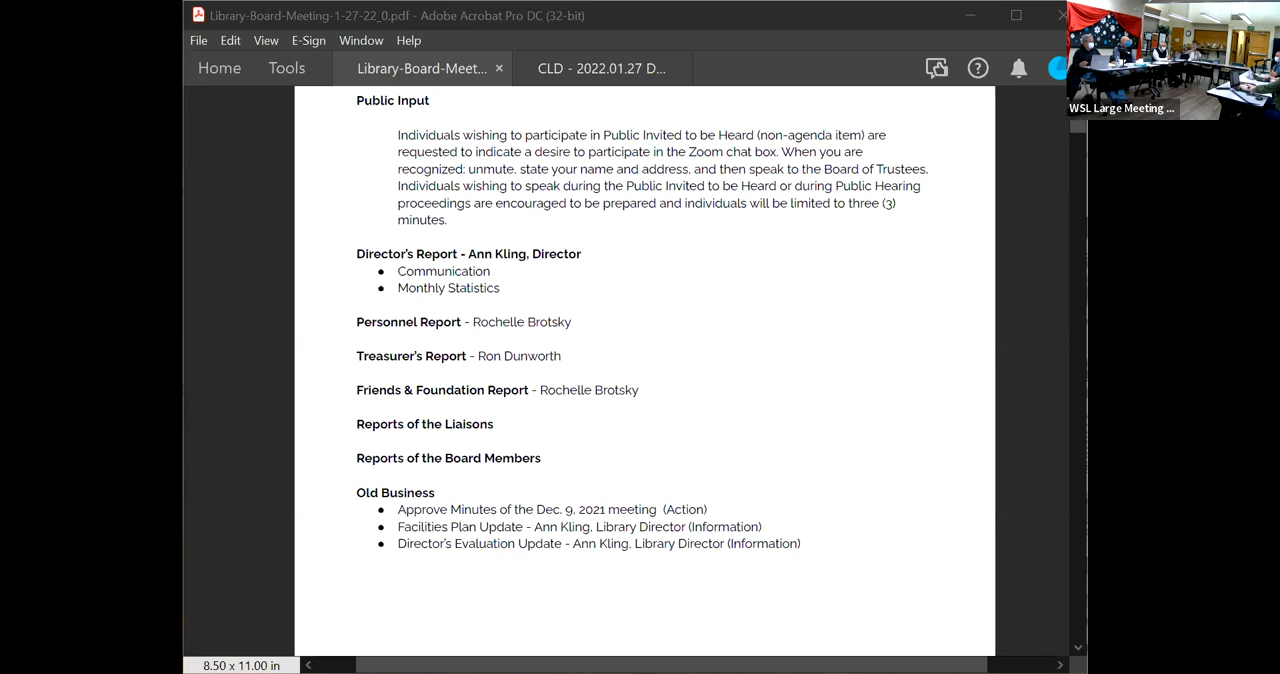 Library-Board-Meeting-1-27-22_0.pdf - Adobe Acrobat Pro DC (32-bit)
File Edit View E-Sign Window Help
Home Tools Library-Board-Meet... × CLD - 2022.01.27 D...
WSL Large Meeting ...
Public Input
Individuals wishing to participate in Public Invited to be Heard (non-agenda item) are
requested to indicate a desire to participate in the Zoom chat box. When you are
recognized: unmute, state your name and address, and then speak to the Board of Trustees.
Individuals wishing to speak during the Public Invited to be Heard or during Public Hearing
proceedings are encouraged to be prepared and individuals will be limited to three (3)
minutes.
Director's Report - Ann Kling, Director
● Communication
● Monthly Statistics
Personnel Report - Rochelle Brotsky
Treasurer's Report - Ron Dunworth
Friends & Foundation Report - Rochelle Brotsky
Reports of the Liaisons
Reports of the Board Members
Old Business
● Approve Minutes of the Dec. 9, 2021 meeting (Action)
● Facilities Plan Update - Ann Kling, Library Director (Information)
● Director's Evaluation Update - Ann Kling, Library Director (Information)
8.50 x 11.00 in